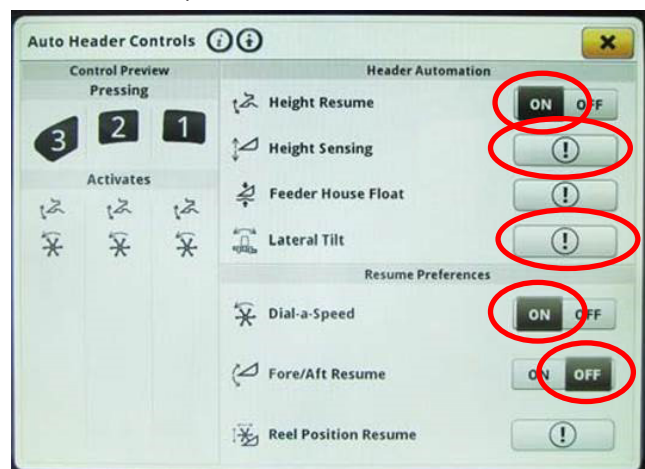 Auto Header Controls i
Control Preview
Pressing
3 2 1
Activates
Header Automation
Height Resume ON OFF
Height Sensing !
Feeder House Float !
Lateral Tilt !
Resume Preferences
Dial-a-Speed ON OFF
Fore/Aft Resume ON OFF
Reel Position Resume !